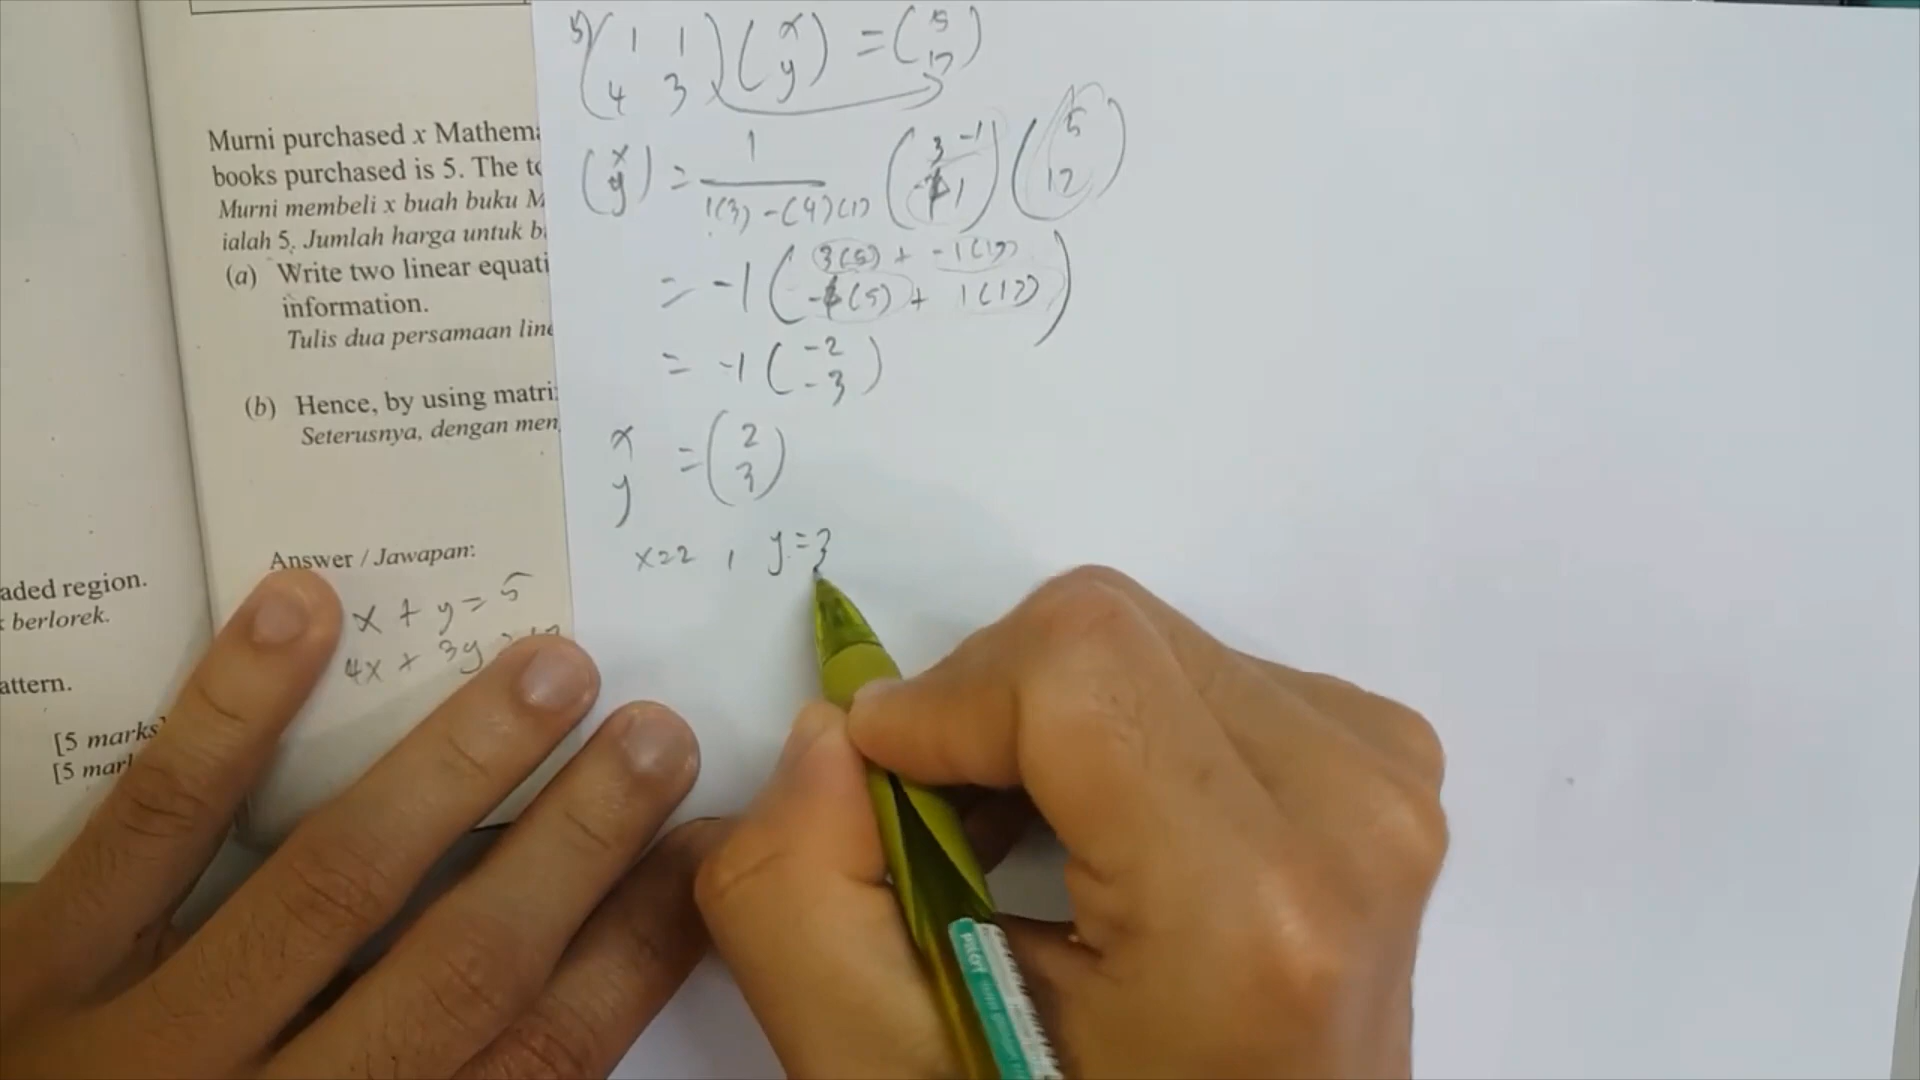 Murni purchased x Mathema
books purchased is 5. The to
Murni membeli x buah buku M
ialah 5. Jumlah harga untuk b
(a) Write two linear equati
information.
Tulis dua persamaan line
(b) Hence, by using matri
Seterusnya, dengan men
Answer / Jawapan:
x + y = 5
4x + 3y
aded region.
berlorek.
attern.
[5 marks]
[5 mar
5) ( 1 1 ) ( x ) = ( 5 )
( 4 3 ) ( y ) ( 17 )
( x ) = 1 ( 3 -1 ) ( 5 )
( y ) 1(3) - (4)(1) ( -4 1 ) ( 17 )
= -1 ( 3(5) + -1(17) )
( -4(5) + 1(17) )
= -1 ( -2 )
( -3 )
x = ( 2 )
y ( 3 )
x = 2 , y = 3
PILOT